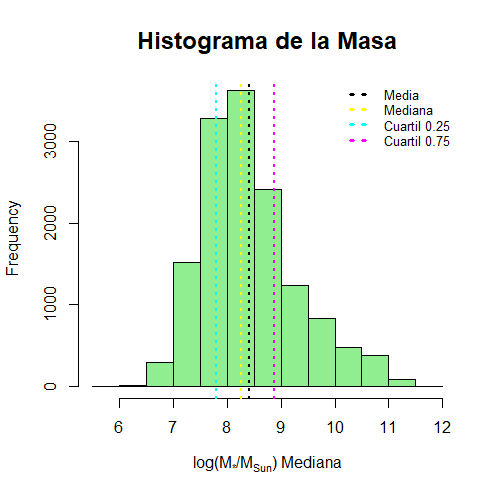 Histograma de la Masa
Media
Mediana
Cuartil 0.25
Cuartil 0.75
Frequency
3000
2000
1000
0
6 7 8 9 10 11 12
log(M*/MSun) Mediana